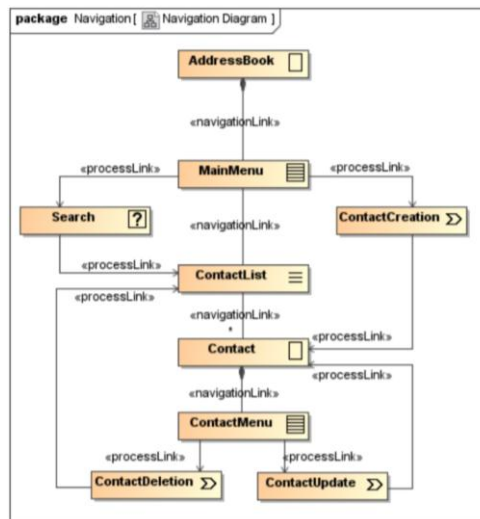 package Navigation [ Navigation Diagram ]
AddressBook
«navigationLink»
«processLink» MainMenu «processLink»
Search ? «navigationLink» ContactCreation
«processLink» ContactList
«processLink»
«navigationLink»
*
«processLink»
Contact
«processLink»
«navigationLink»
ContactMenu
«processLink» «processLink»
ContactDeletion ContactUpdate